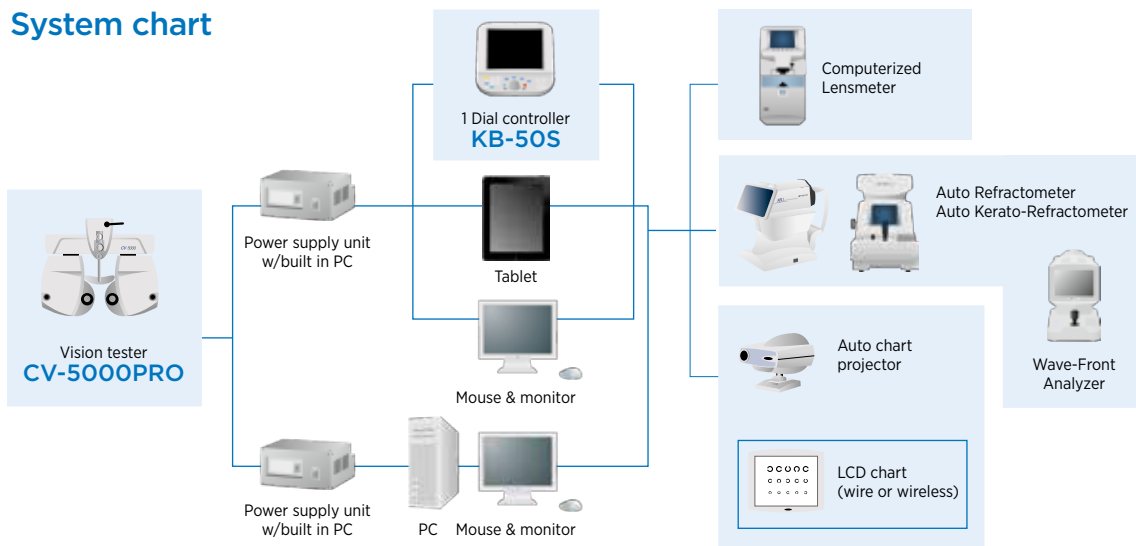 System chart
1 Dial controller
KB-50S
Computerized
Lensmeter
Power supply unit
w/built in PC
Tablet
Auto Refractometer
Auto Kerato-Refractometer
CV-5000
Vision tester
CV-5000PRO
Mouse & monitor
Auto chart
projector
Wave-Front
Analyzer
Power supply unit
w/built in PC
PC
Mouse & monitor
LCD chart
(wire or wireless)